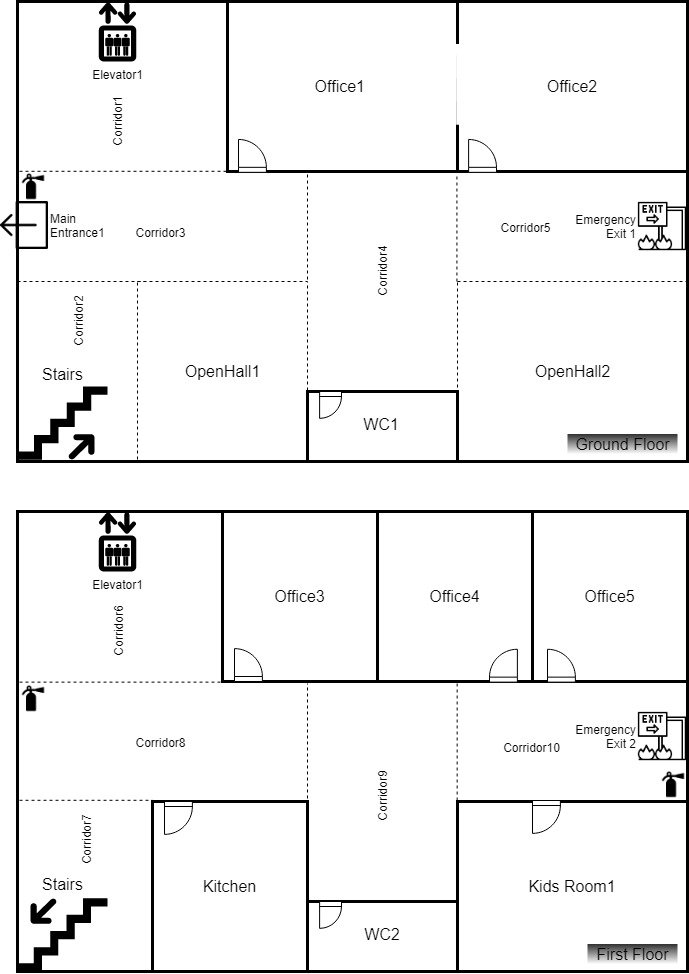 Elevator1
Corridor1
Office1
Office2
Main
Entrance1
Corridor3
Corridor4
Corridor5
EXIT
Emergency
Exit 1
Corridor2
Stairs
OpenHall1
OpenHall2
WC1
Ground Floor
Elevator1
Corridor6
Office3
Office4
Office5
Corridor8
Corridor9
Corridor10
EXIT
Emergency
Exit 2
Corridor7
Stairs
Kitchen
Kids Room1
WC2
First Floor